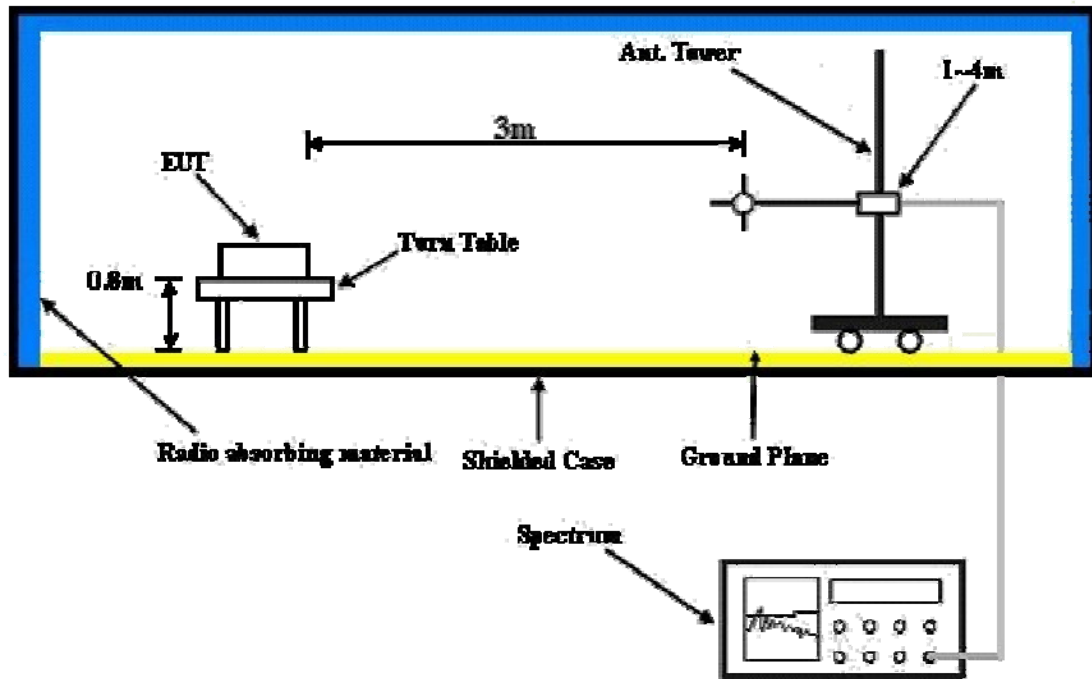 Ant. Tower
1~4m
3m
EUT
Turn Table
0.8m
Radio absorbing material
Shielded Case
Ground Plane
Spectrum